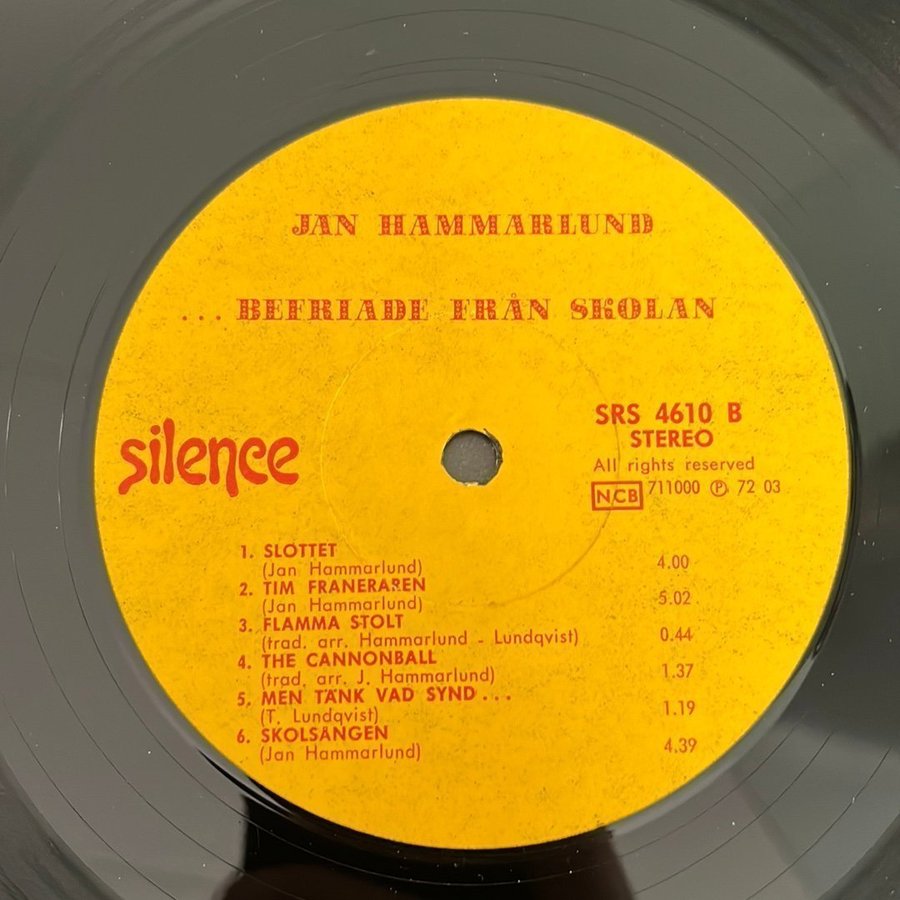 JAN HAMMARLUND
... BEFRIADE FRÅN SKOLAN
silence
SRS 4610 B
STEREO
All rights reserved
NCB 711000 Ⓟ 72 03
1. SLOTTET
(Jan Hammarlund) 4.00
2. TIM FRANERAREN
(Jan Hammarlund) 5.02
3. FLAMMA STOLT
(trad. arr. Hammarlund - Lundqvist) 0.44
4. THE CANNONBALL
(trad. arr. J. Hammarlund) 1.37
5. MEN TÄNK VAD SYND...
(T. Lundqvist) 1.19
6. SKOLSÅNGEN
(Jan Hammarlund) 4.39